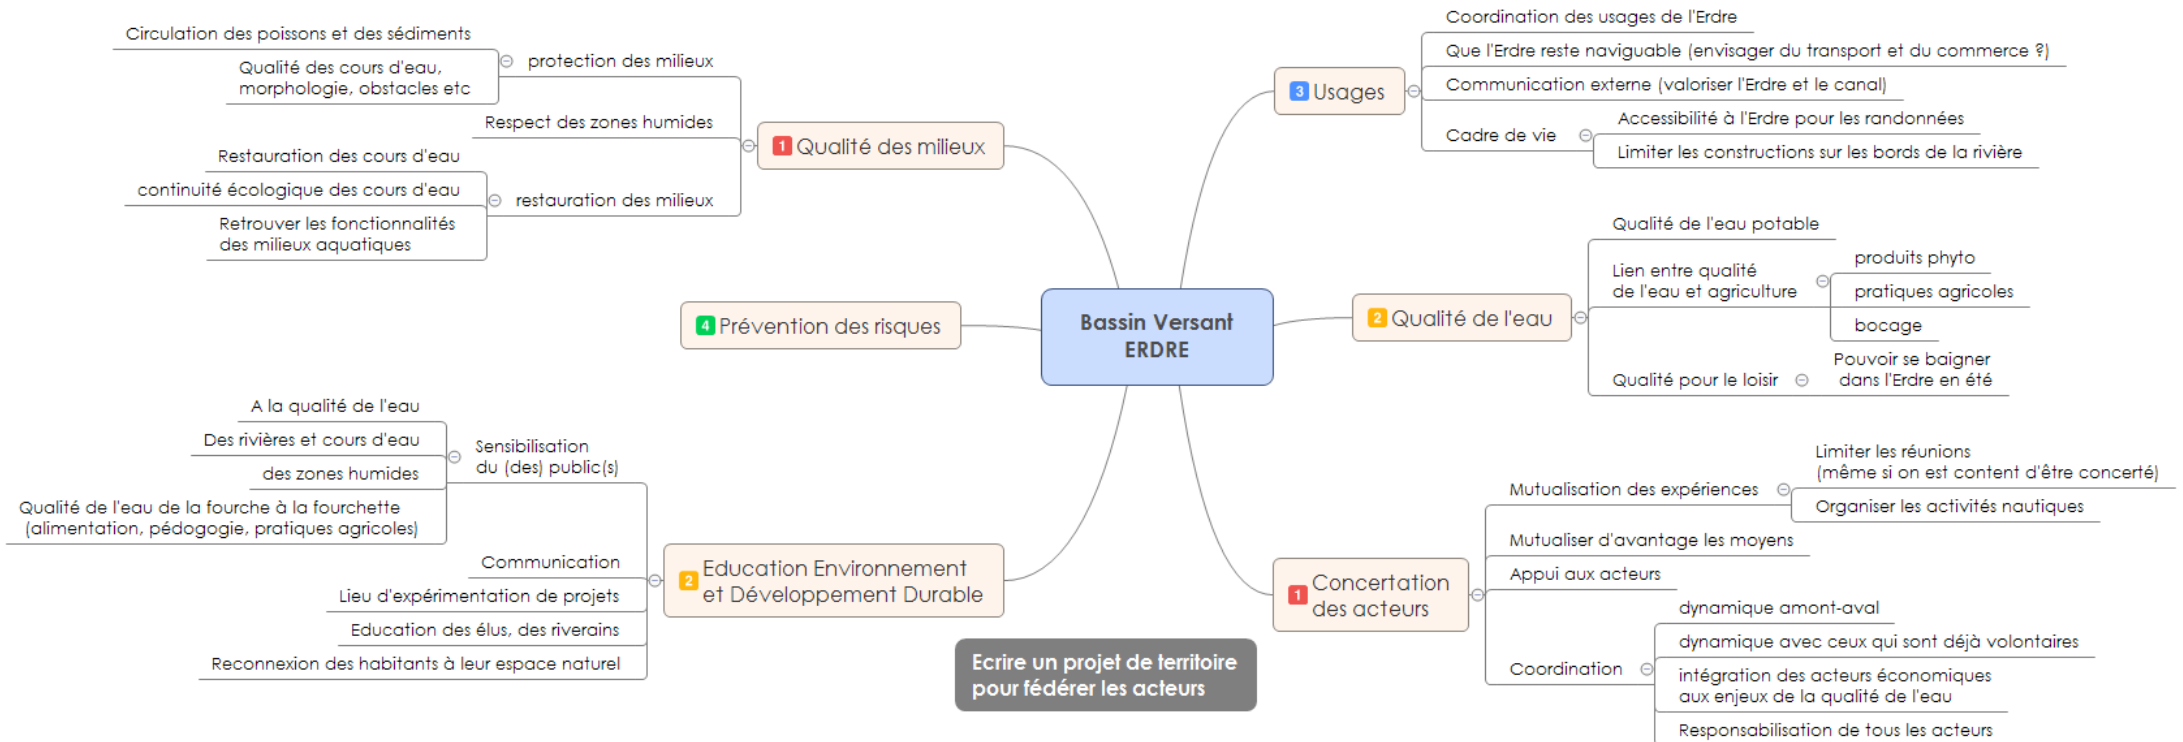 Bassin Versant
ERDRE
1 Qualité des milieux
protection des milieux
Circulation des poissons et des sédiments
Qualité des cours d'eau,
morphologie, obstacles etc
Respect des zones humides
restauration des milieux
Restauration des cours d'eau
continuité écologique des cours d'eau
Retrouver les fonctionnalités
des milieux aquatiques
4 Prévention des risques
2 Education Environnement
et Développement Durable
Sensibilisation
du (des) public(s)
A la qualité de l'eau
Des rivières et cours d'eau
des zones humides
Qualité de l'eau de la fourche à la fourchette
(alimentation, pédogogie, pratiques agricoles)
Communication
Lieu d'expérimentation de projets
Education des élus, des riverains
Reconnexion des habitants à leur espace naturel
3 Usages
Coordination des usages de l'Erdre
Que l'Erdre reste naviguable (envisager du transport et du commerce ?)
Communication externe (valoriser l'Erdre et le canal)
Cadre de vie
Accessibilité à l'Erdre pour les randonnées
Limiter les constructions sur les bords de la rivière
2 Qualité de l'eau
Qualité de l'eau potable
Lien entre qualité
de l'eau et agriculture
produits phyto
pratiques agricoles
bocage
Qualité pour le loisir
Pouvoir se baigner
dans l'Erdre en été
1 Concertation
des acteurs
Mutualisation des expériences
Limiter les réunions
(même si on est content d'être concerté)
Organiser les activités nautiques
Mutualiser d'avantage les moyens
Appui aux acteurs
Coordination
dynamique amont-aval
dynamique avec ceux qui sont déjà volontaires
intégration des acteurs économiques
aux enjeux de la qualité de l'eau
Responsabilisation de tous les acteurs
Ecrire un projet de territoire
pour fédérer les acteurs